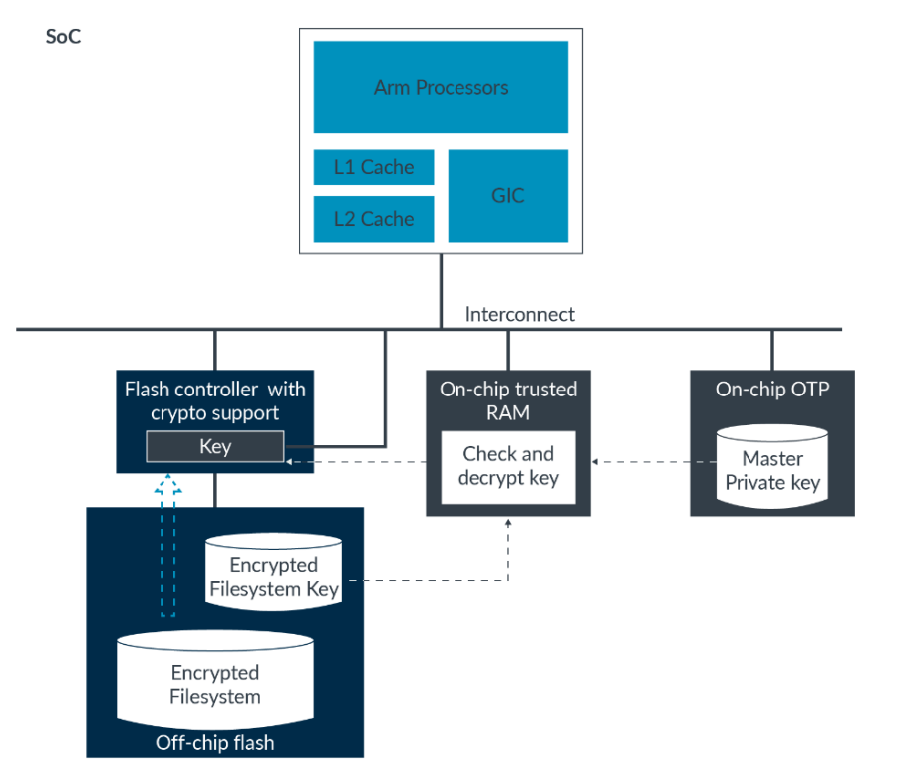 SoC
Arm Processors
L1 Cache
GIC
L2 Cache
Interconnect
Flash controller with
crypto support
Key
On-chip trusted
RAM
Check and
decrypt key
On-chip OTP
Master
Private key
Encrypted
Filesystem Key
Encrypted
Filesystem
Off-chip flash